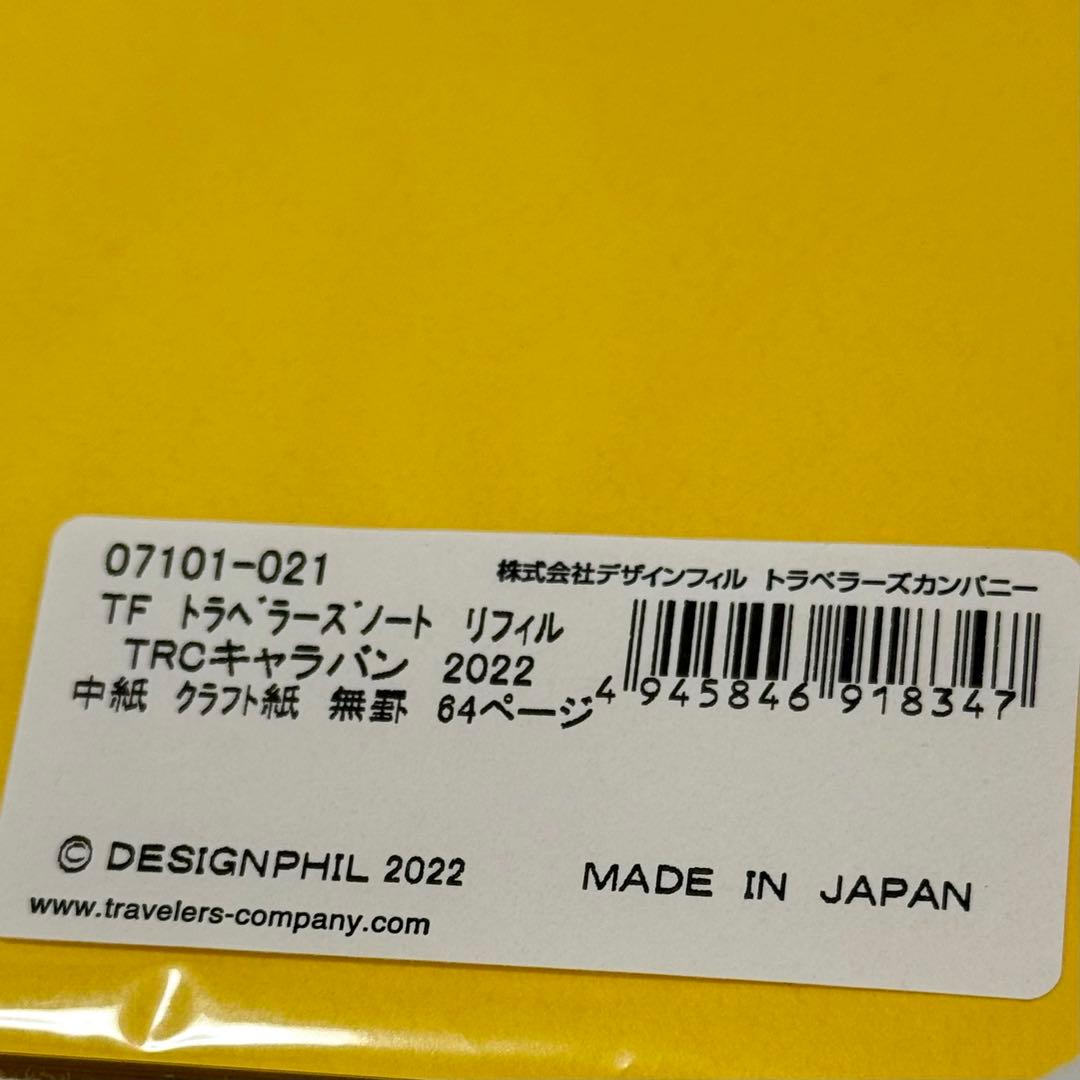 07101-021
株式会社デザインフィル トラベラーズカンパニー
TF トラベラーズノート リフィル
TRCキャラバン 2022
中紙 クラフト紙 無罫 64ページ
4 945846 918347
© DESIGNPHIL 2022
MADE IN JAPAN
www.travelers-company.com